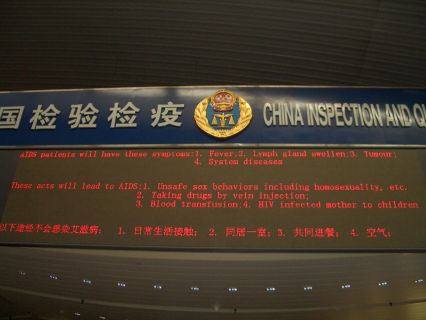 国检验检疫 CHINA INSPECTION AND QU
AIDS patients will have these symptoms:1. Fever;2. Lymph gland swollen;3. Tumour;
4. System diseases
These acts will lead to AIDS:1. Unsafe sex behaviors including homosexuality, etc.
2. Taking drugs by vein injection;
3. Blood transfusion;4. HIV infected mother to children
以下途经不会感染艾滋病： 1. 日常生活接触； 2. 同居一室；3. 共同进餐； 4. 空气；